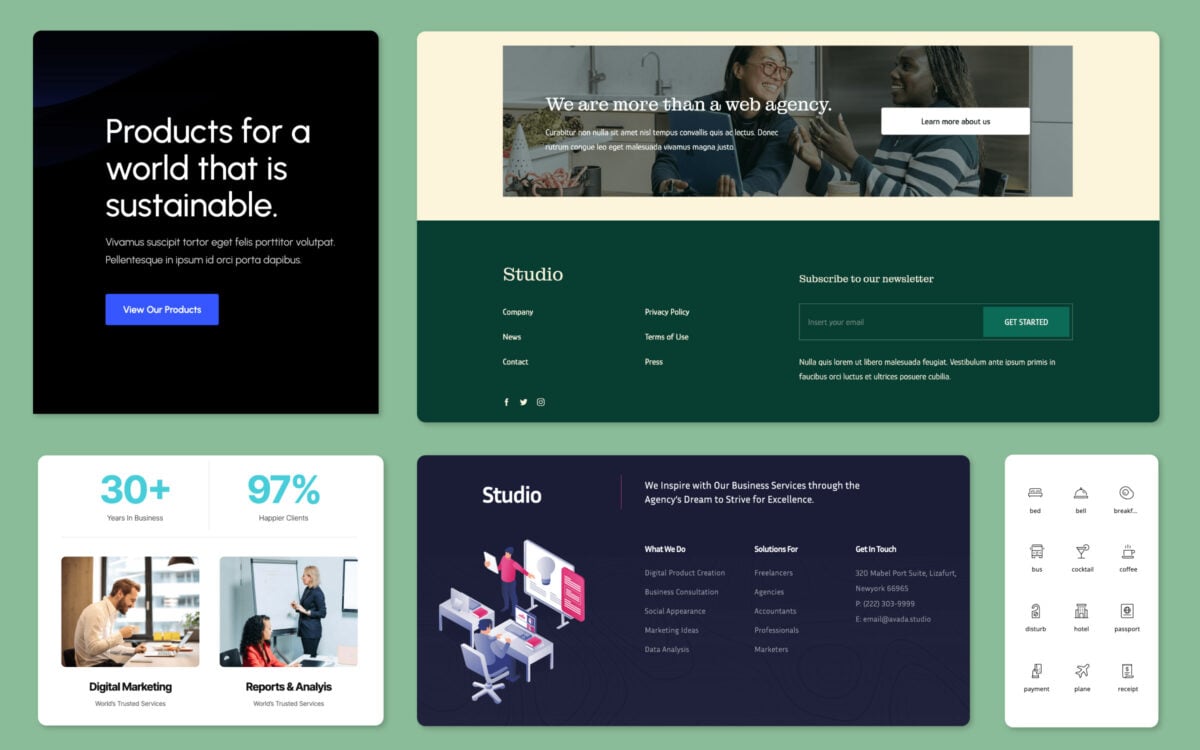 Products for a
world that is
sustainable.
Vivamus suscipit tortor eget felis porttitor volutpat.
Pellentesque in ipsum id orci porta dapibus.
View Our Products
We are more than a web agency.
Curabitur non nulla sit amet nisl tempus convallis quis ac lectus. Donec
rutrum congue leo eget malesuada vivamus magna justo.
Learn more about us
Studio
Company
News
Contact
Privacy Policy
Terms of Use
Press
Subscribe to our newsletter
Insert your email
GET STARTED
Nulla quis lorem ut libero malesuada feugiat. Vestibulum ante ipsum primis in
faucibus orci luctus et ultrices posuere cubilia.
30+
Years In Business
97%
Happier Clients
Digital Marketing
World's Trusted Services
Reports & Analyis
World's Trusted Services
Studio
We Inspire with Our Business Services through the
Agency's Dream to Strive for Excellence.
What We Do
Digital Product Creation
Business Consultation
Social Appearance
Marketing Ideas
Data Analysis
Solutions For
Freelancers
Agencies
Accountants
Professionals
Marketers
Get In Touch
320 Mabel Port Suite, Lizafurt,
Newyork 66965
P: (222) 303-9999
E: email@avada.studio
bed
bell
breakf...
bus
cocktail
coffee
disturb
hotel
passport
payment
plane
receipt